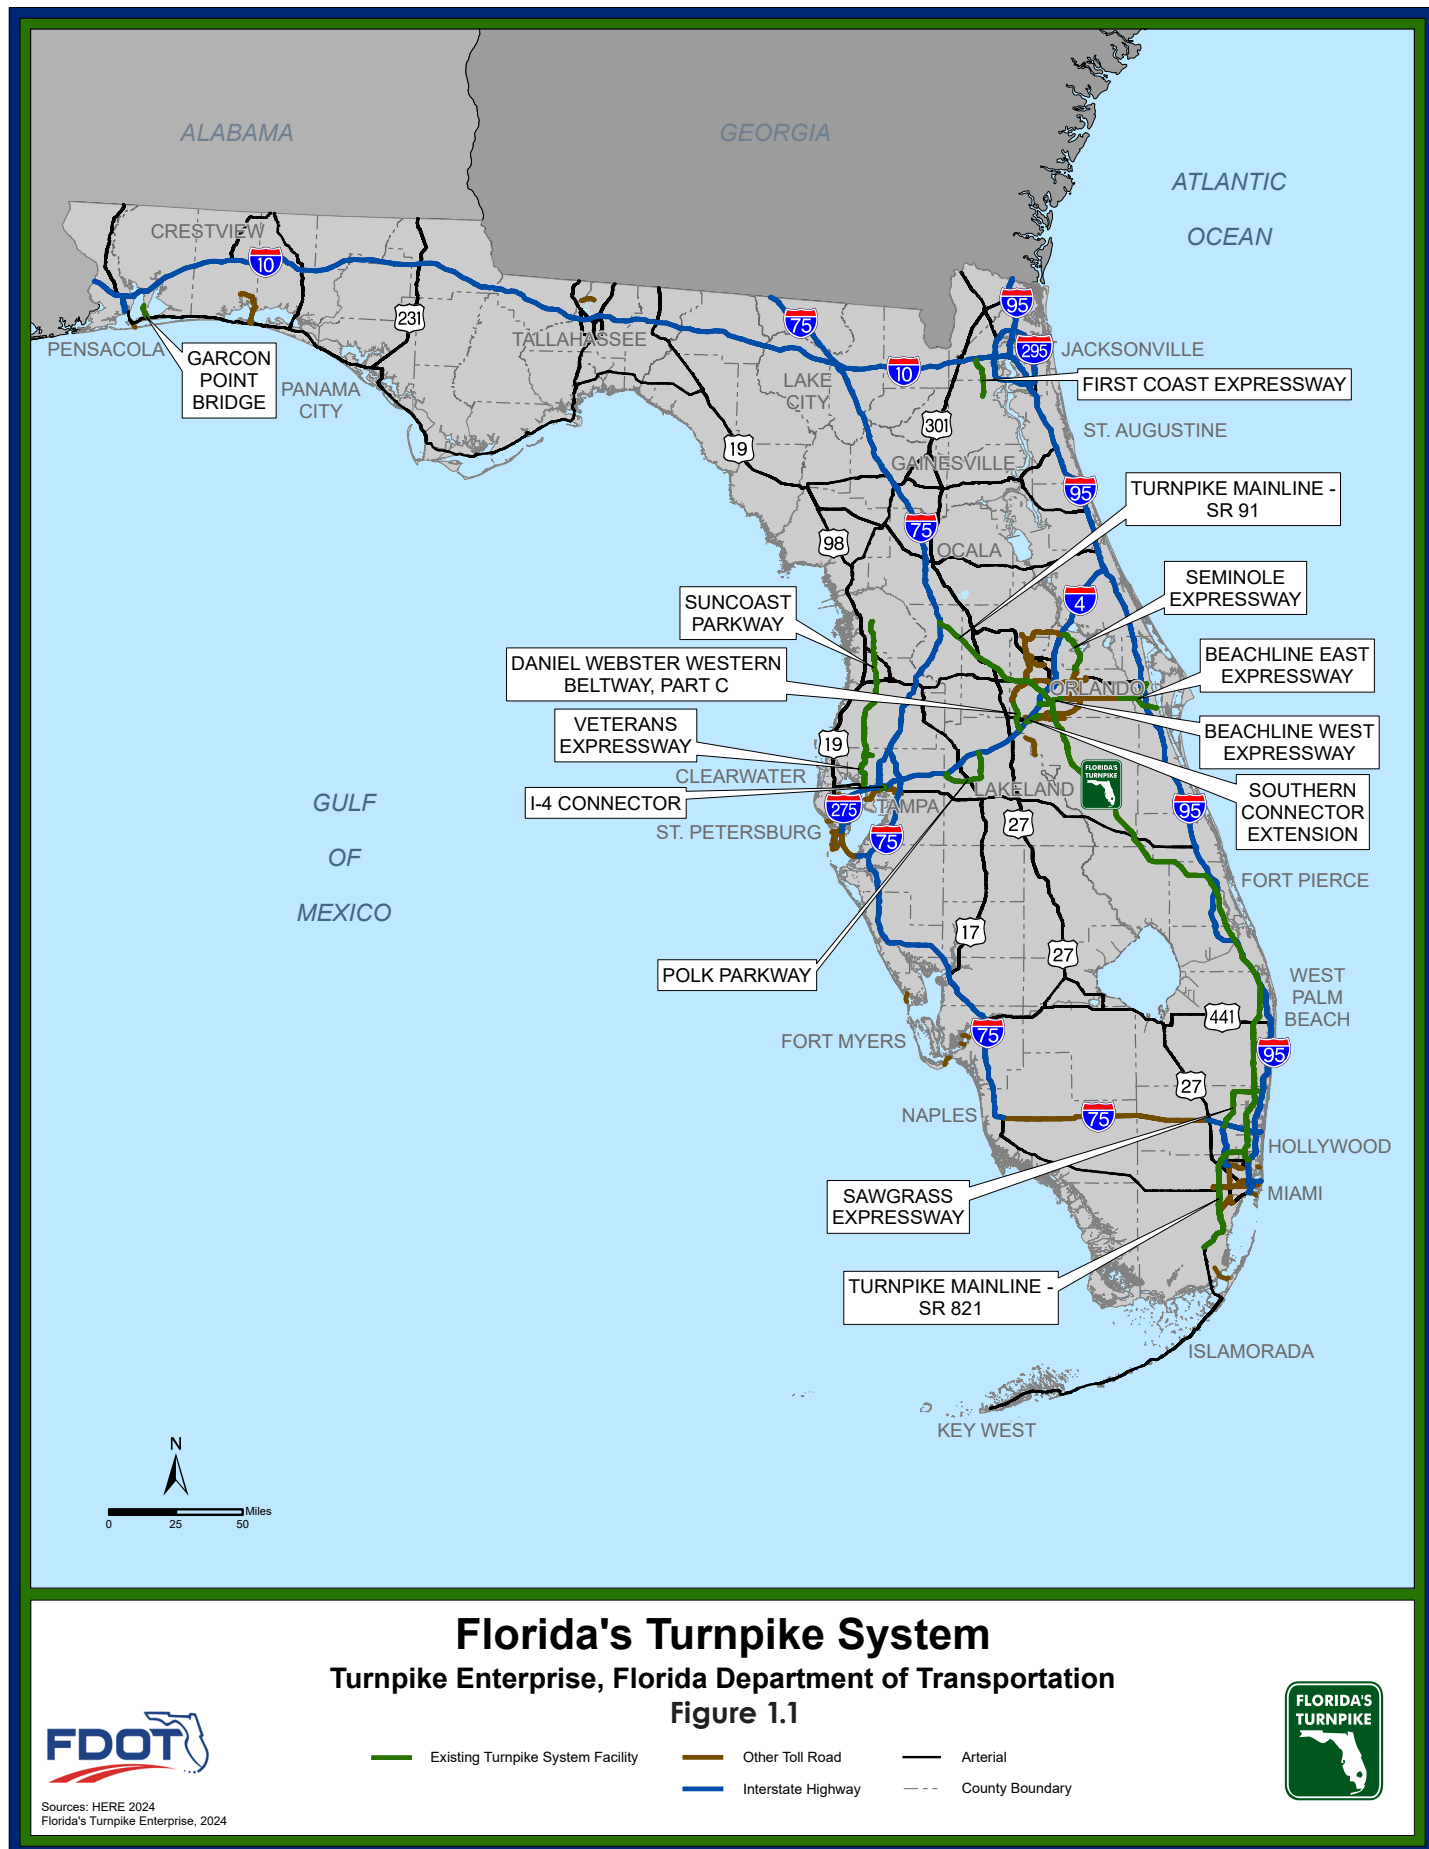 ALABAMA
GEORGIA
ATLANTIC
OCEAN
CRESTVIEW
10
95
231
75
PENSACOLA
TALLAHASSEE
295
JACKSONVILLE
GARCON
POINT
BRIDGE
10
LAKE
CITY
FIRST COAST EXPRESSWAY
PANAMA
CITY
301
ST. AUGUSTINE
19
GAINESVILLE
95
TURNPIKE MAINLINE -
SR 91
75
98
OCALA
SUNCOAST
PARKWAY
4
SEMINOLE
EXPRESSWAY
DANIEL WEBSTER WESTERN
BELTWAY, PART C
BEACHLINE EAST
EXPRESSWAY
ORLANDO
VETERANS
EXPRESSWAY
19
BEACHLINE WEST
EXPRESSWAY
CLEARWATER
FLORIDA'S
TURNPIKE
I-4 CONNECTOR
LAKELAND
SOUTHERN
CONNECTOR
EXTENSION
275
TAMPA
95
GULF
OF
MEXICO
ST. PETERSBURG
75
27
FORT PIERCE
17
27
POLK PARKWAY
WEST
PALM
BEACH
441
FORT MYERS
75
95
27
NAPLES
75
HOLLYWOOD
SAWGRASS
EXPRESSWAY
MIAMI
TURNPIKE MAINLINE -
SR 821
ISLAMORADA
KEY WEST
N
Miles
0 25 50
Florida's Turnpike System
Turnpike Enterprise, Florida Department of Transportation
Figure 1.1
FDOT
FLORIDA'S
TURNPIKE
Existing Turnpike System Facility
Other Toll Road
Arterial
Interstate Highway
County Boundary
Sources: HERE 2024
Florida's Turnpike Enterprise, 2024